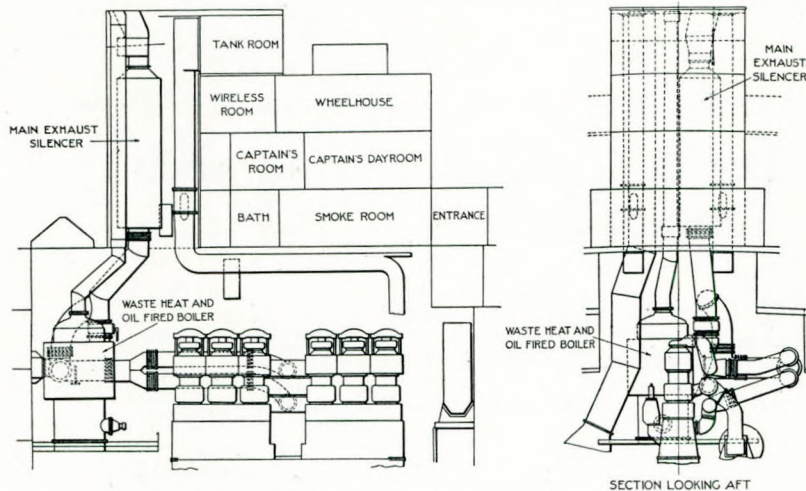 TANK ROOM
WIRELESS
ROOM
WHEELHOUSE
MAIN EXHAUST
SILENCER
CAPTAIN'S
ROOM
CAPTAIN'S DAYROOM
BATH
SMOKE ROOM
ENTRANCE
WASTE HEAT AND
OIL FIRED BOILER
MAIN
EXHAUST
SILENCER
WASTE HEAT AND
OIL FIRED BOILER
SECTION LOOKING AFT